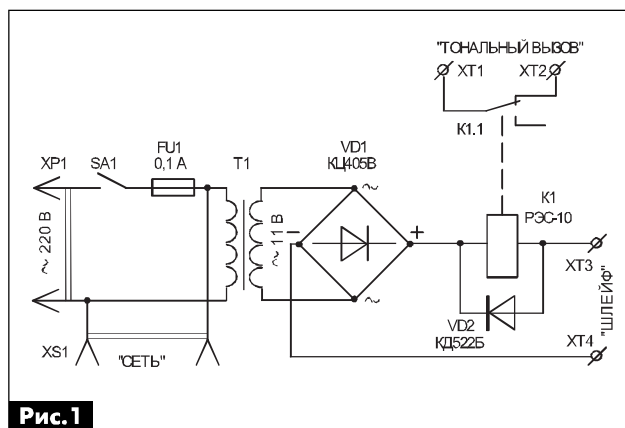 "ТОНАЛЬНЫЙ ВЫЗОВ"
XT1
XT2
K1.1
XP1
SA1
FU1
0,1 A
T1
VD1
КЦ405В
K1
РЭС-10
~ 220 В
~ 11 В
~
–
+
~
XT3
"ШЛЕЙФ"
VD2
КД522Б
XT4
XS1
"СЕТЬ"
Рис.1